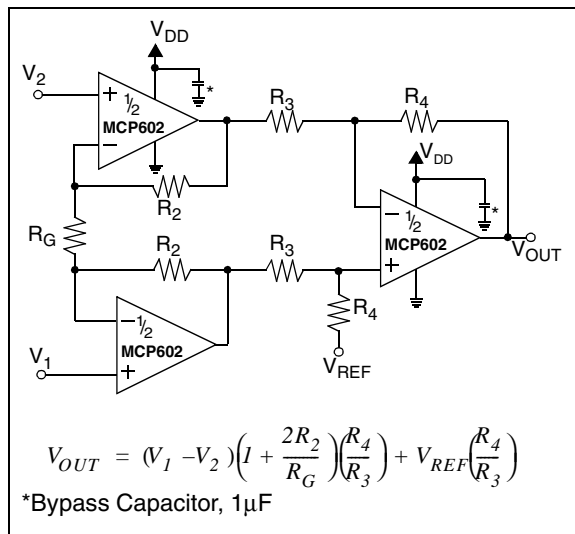 V_DD
V_2
*
R_3
R_4
+
½
MCP602
−
V_DD
R_2
*
R_G
−
½
MCP602
+
V_OUT
R_2
R_3
R_4
−
½
MCP602
+
V_1
V_REF
V_OUT = (V_1 – V_2)(1 + 2R_2/R_G)(R_4/R_3) + V_REF(R_4/R_3)
*Bypass Capacitor, 1µF